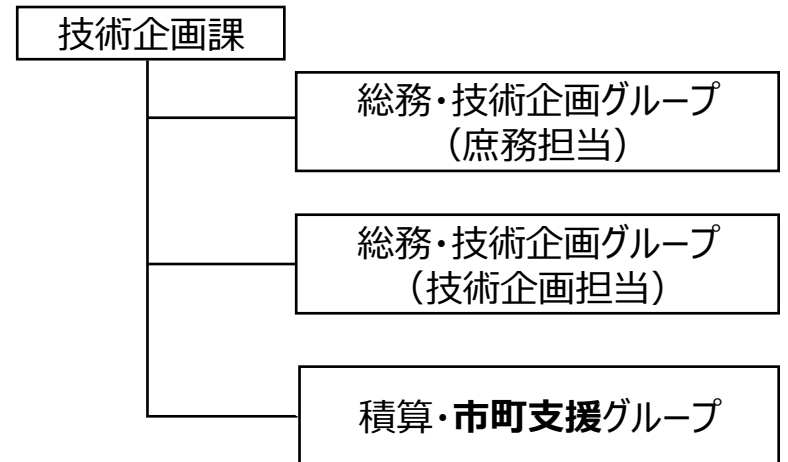 技術企画課
総務・技術企画グループ
（庶務担当）
総務・技術企画グループ
（技術企画担当）
積算・市町支援グループ